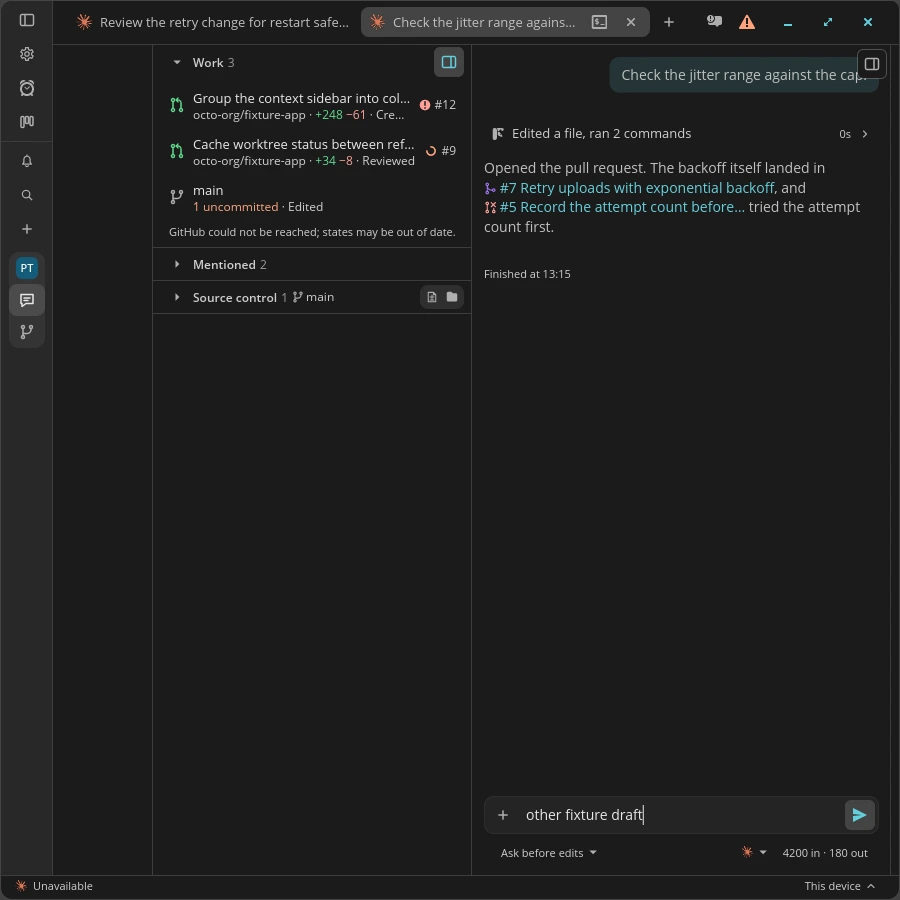 Review the retry change for restart safe...
Check the jitter range agains...
Work 3
Group the context sidebar into col...
#12
octo-org/fixture-app · +248 −61 · Cre...
Cache worktree status between ref...
#9
octo-org/fixture-app · +34 −8 · Reviewed
main
1 uncommitted · Edited
GitHub could not be reached; states may be out of date.
Mentioned 2
Source control 1 main
PT
Check the jitter range against the cap.
Edited a file, ran 2 commands
0s
Opened the pull request. The backoff itself landed in
#7 Retry uploads with exponential backoff, and
#5 Record the attempt count before... tried the attempt
count first.
Finished at 13:15
other fixture draft
Ask before edits
4200 in · 180 out
Unavailable
This device